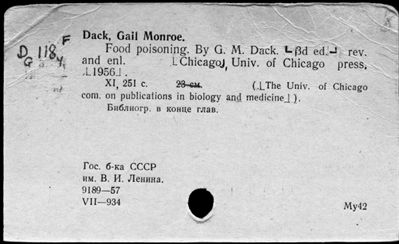 Dack, Gail Monroe.
D 118 F
G
Food poisoning. By G. M. Dack. 3d ed. rev.
and enl. Chicago, Univ. of Chicago press,
1956.
XI, 251 c. 23 см. (The Univ. of Chicago
com. on publications in biology and medicine).
Библиогр. в конце глав.
Гос. б-ка СССР
им. В. И. Ленина.
9189—57
VII—934
Му42